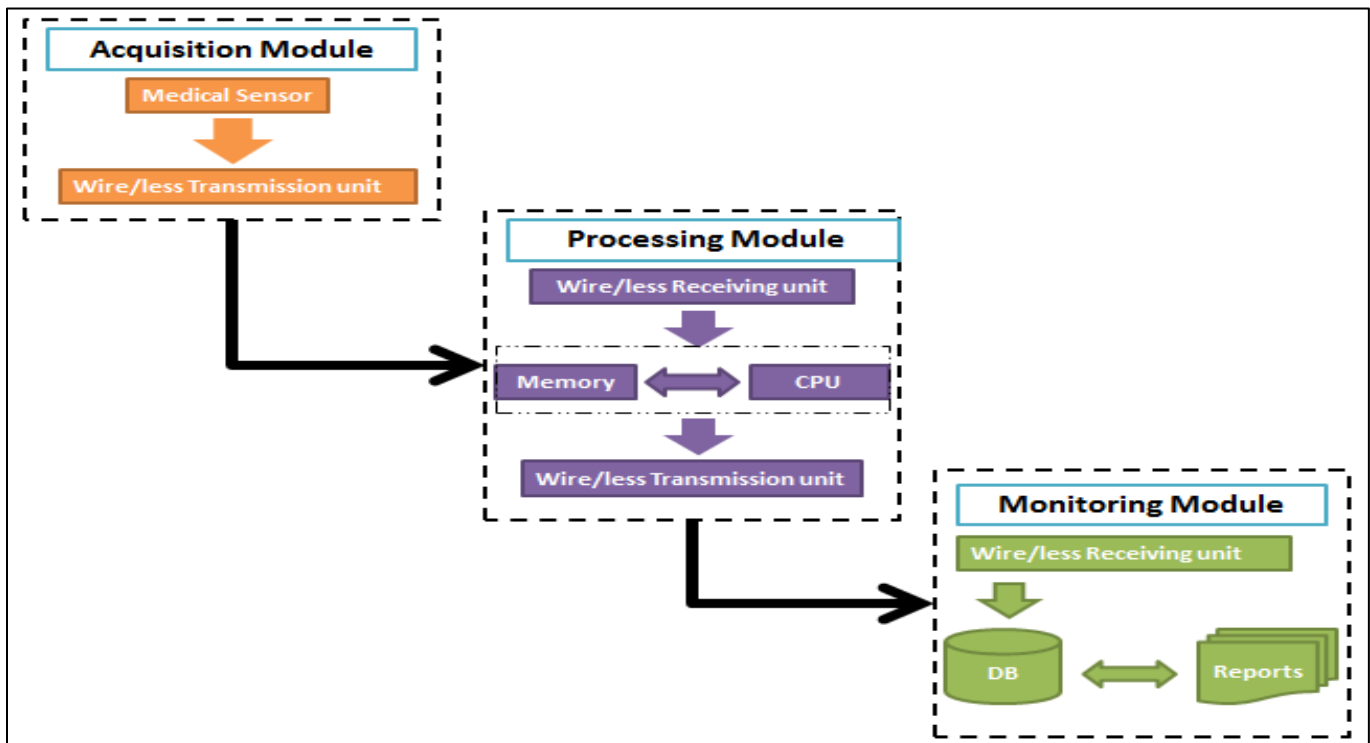 Acquisition Module
Medical Sensor
Wire/less Transmission unit
Processing Module
Wire/less Receiving unit
Memory
CPU
Wire/less Transmission unit
Monitoring Module
Wire/less Receiving unit
DB
Reports